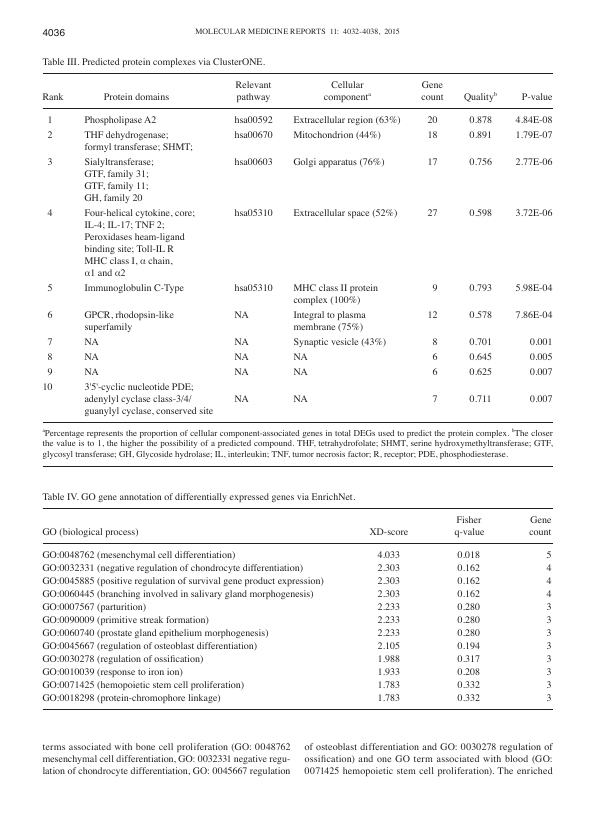 4036
MOLECULAR MEDICINE REPORTS 11: 4032-4038, 2015
Table III. Predicted protein complexes via ClusterONE.
Relevant Cellular Gene
Rank Protein domains pathway componentᵃ count Qualityᵇ P-value
1 Phospholipase A2 hsa00592 Extracellular region (63%) 20 0.878 4.84E-08
2 THF dehydrogenase; hsa00670 Mitochondrion (44%) 18 0.891 1.79E-07
formyl transferase; SHMT;
3 Sialyltransferase; hsa00603 Golgi apparatus (76%) 17 0.756 2.77E-06
GTF, family 31;
GTF, family 11;
GH, family 20
4 Four-helical cytokine, core; hsa05310 Extracellular space (52%) 27 0.598 3.72E-06
IL-4; IL-17; TNF 2;
Peroxidases heam-ligand
binding site; Toll-IL R
MHC class I, α chain,
α1 and α2
5 Immunoglobulin C-Type hsa05310 MHC class II protein 9 0.793 5.98E-04
complex (100%)
6 GPCR, rhodopsin-like NA Integral to plasma 12 0.578 7.86E-04
superfamily membrane (75%)
7 NA NA Synaptic vesicle (43%) 8 0.701 0.001
8 NA NA NA 6 0.645 0.005
9 NA NA NA 6 0.625 0.007
10 3'5'-cyclic nucleotide PDE;
adenylyl cyclase class-3/4/ NA NA 7 0.711 0.007
guanylyl cyclase, conserved site
ᵃPercentage represents the proportion of cellular component-associated genes in total DEGs used to predict the protein complex. ᵇThe closer
the value is to 1, the higher the possibility of a predicted compound. THF, tetrahydrofolate; SHMT, serine hydroxymethyltransferase; GTF,
glycosyl transferase; GH, Glycoside hydrolase; IL, interleukin; TNF, tumor necrosis factor; R, receptor; PDE, phosphodiesterase.
Table IV. GO gene annotation of differentially expressed genes via EnrichNet.
Fisher Gene
GO (biological process) XD-score q-value count
GO:0048762 (mesenchymal cell differentiation) 4.033 0.018 5
GO:0032331 (negative regulation of chondrocyte differentiation) 2.303 0.162 4
GO:0045885 (positive regulation of survival gene product expression) 2.303 0.162 4
GO:0060445 (branching involved in salivary gland morphogenesis) 2.303 0.162 4
GO:0007567 (parturition) 2.233 0.280 3
GO:0090009 (primitive streak formation) 2.233 0.280 3
GO:0060740 (prostate gland epithelium morphogenesis) 2.233 0.280 3
GO:0045667 (regulation of osteoblast differentiation) 2.105 0.194 3
GO:0030278 (regulation of ossification) 1.988 0.317 3
GO:0010039 (response to iron ion) 1.933 0.208 3
GO:0071425 (hemopoietic stem cell proliferation) 1.783 0.332 3
GO:0018298 (protein-chromophore linkage) 1.783 0.332 3
terms associated with bone cell proliferation (GO: 0048762
mesenchymal cell differentiation, GO: 0032331 negative regu-
lation of chondrocyte differentiation, GO: 0045667 regulation
of osteoblast differentiation and GO: 0030278 regulation of
ossification) and one GO term associated with blood (GO:
0071425 hemopoietic stem cell proliferation). The enriched